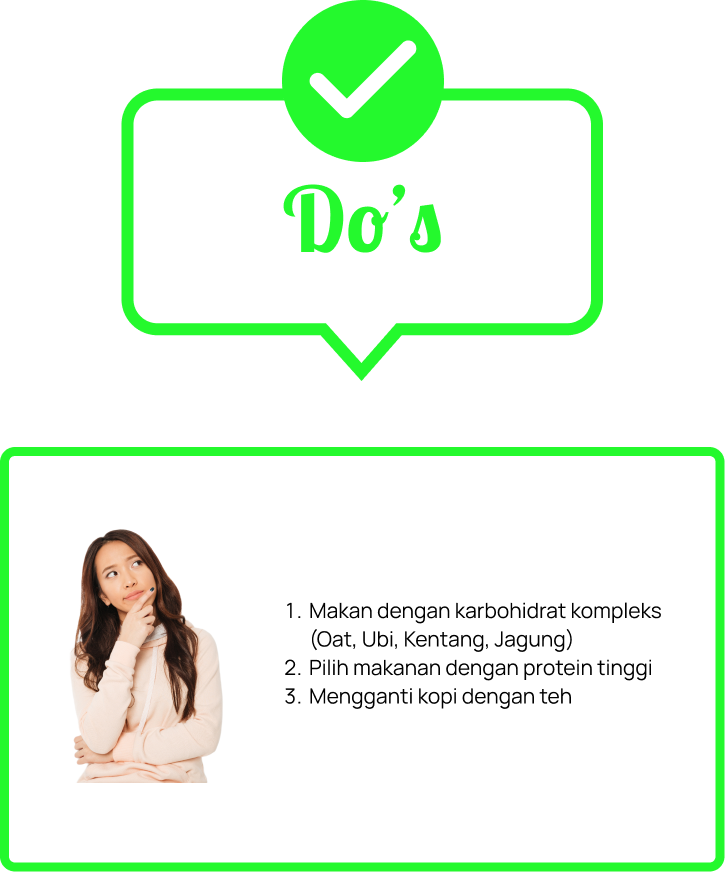 Do's
1. Makan dengan karbohidrat kompleks
(Oat, Ubi, Kentang, Jagung)
2. Pilih makanan dengan protein tinggi
3. Mengganti kopi dengan teh